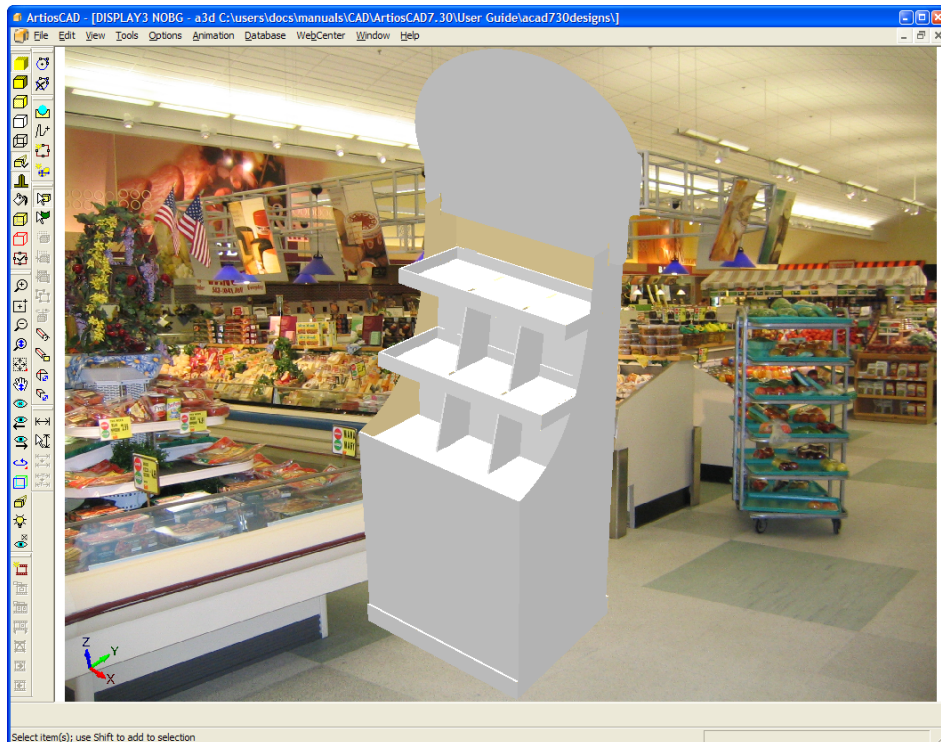 ArtiosCAD - [DISPLAY3 NOBG - a3d C:\users\docs\manuals\CAD\ArtiosCAD7.30\User Guide\acad730designs\]
File Edit View Tools Options Animation Database WebCenter Window Help
Z
Y
X
Select item(s); use Shift to add to selection